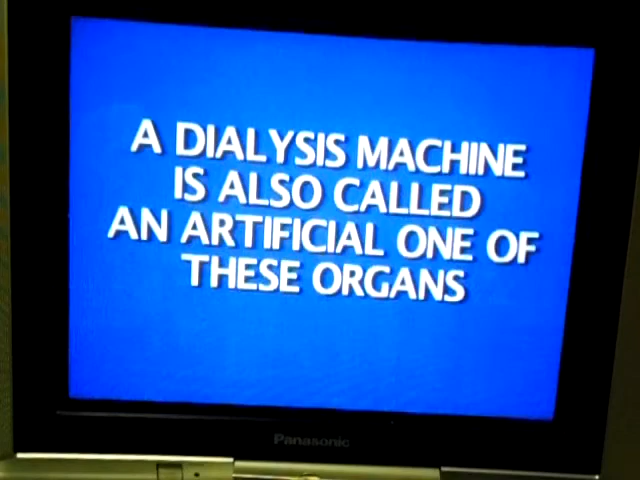 A DIALYSIS MACHINE
IS ALSO CALLED
AN ARTIFICIAL ONE OF
THESE ORGANS
Panasonic